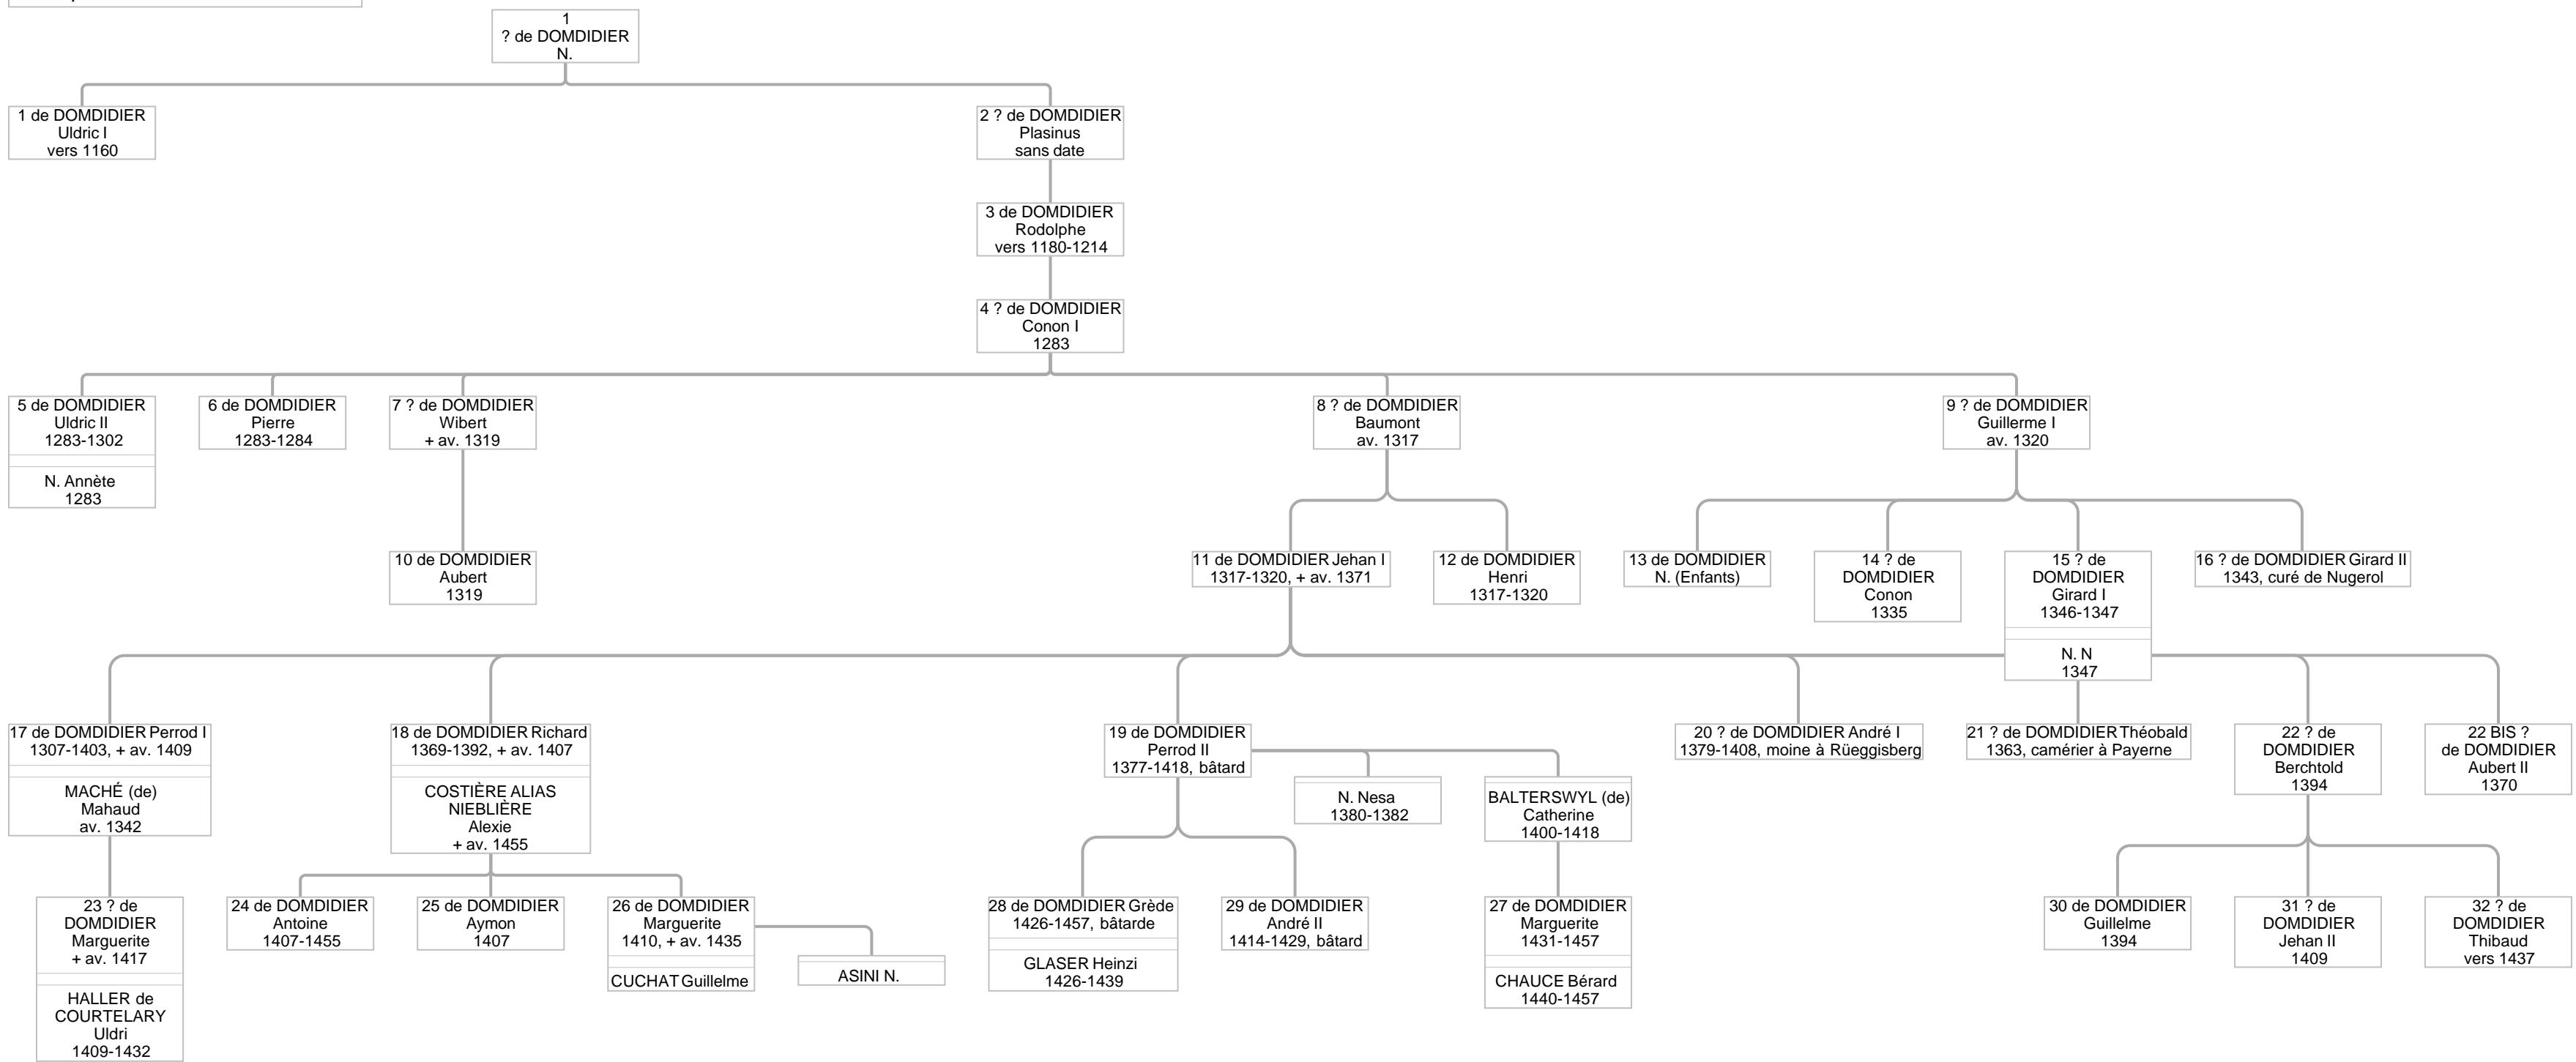 1
? de DOMDIDIER
N.
1 de DOMDIDIER
Uldric I
vers 1160
2 ? de DOMDIDIER
Plasinus
sans date
3 de DOMDIDIER
Rodolphe
vers 1180-1214
4 ? de DOMDIDIER
Conon I
1283
5 de DOMDIDIER
Uldric II
1283-1302
N. Annète
1283
6 de DOMDIDIER
Pierre
1283-1284
7 ? de DOMDIDIER
Wibert
+ av. 1319
8 ? de DOMDIDIER
Baumont
av. 1317
9 ? de DOMDIDIER
Guillerme I
av. 1320
10 de DOMDIDIER
Aubert
1319
11 de DOMDIDIER Jehan I
1317-1320, + av. 1371
12 de DOMDIDIER
Henri
1317-1320
13 de DOMDIDIER
N. (Enfants)
14 ? de
DOMDIDIER
Conon
1335
15 ? de
DOMDIDIER
Girard I
1346-1347
N. N
1347
16 ? de DOMDIDIER Girard II
1343, curé de Nugerol
17 de DOMDIDIER Perrod I
1307-1403, + av. 1409
MACHÉ (de)
Mahaud
av. 1342
18 de DOMDIDIER Richard
1369-1392, + av. 1407
COSTIÈRE ALIAS
NIEBLIÈRE
Alexie
+ av. 1455
19 de DOMDIDIER
Perrod II
1377-1418, bâtard
N. Nesa
1380-1382
BALTERSWYL (de)
Catherine
1400-1418
20 ? de DOMDIDIER André I
1379-1408, moine à Rüeggisberg
21 ? de DOMDIDIER Théobald
1363, camérier à Payerne
22 ? de
DOMDIDIER
Berchtold
1394
22 BIS ?
de DOMDIDIER
Aubert II
1370
23 ? de
DOMDIDIER
Marguerite
+ av. 1417
HALLER de
COURTELARY
Uldri
1409-1432
24 de DOMDIDIER
Antoine
1407-1455
25 de DOMDIDIER
Aymon
1407
26 de DOMDIDIER
Marguerite
1410, + av. 1435
CUCHAT Guillelme
ASINI N.
28 de DOMDIDIER Grède
1426-1457, bâtarde
GLASER Heinzi
1426-1439
29 de DOMDIDIER
André II
1414-1429, bâtard
27 de DOMDIDIER
Marguerite
1431-1457
CHAUCE Bérard
1440-1457
30 de DOMDIDIER
Guillelme
1394
31 ? de
DOMDIDIER
Jehan II
1409
32 ? de
DOMDIDIER
Thibaud
vers 1437